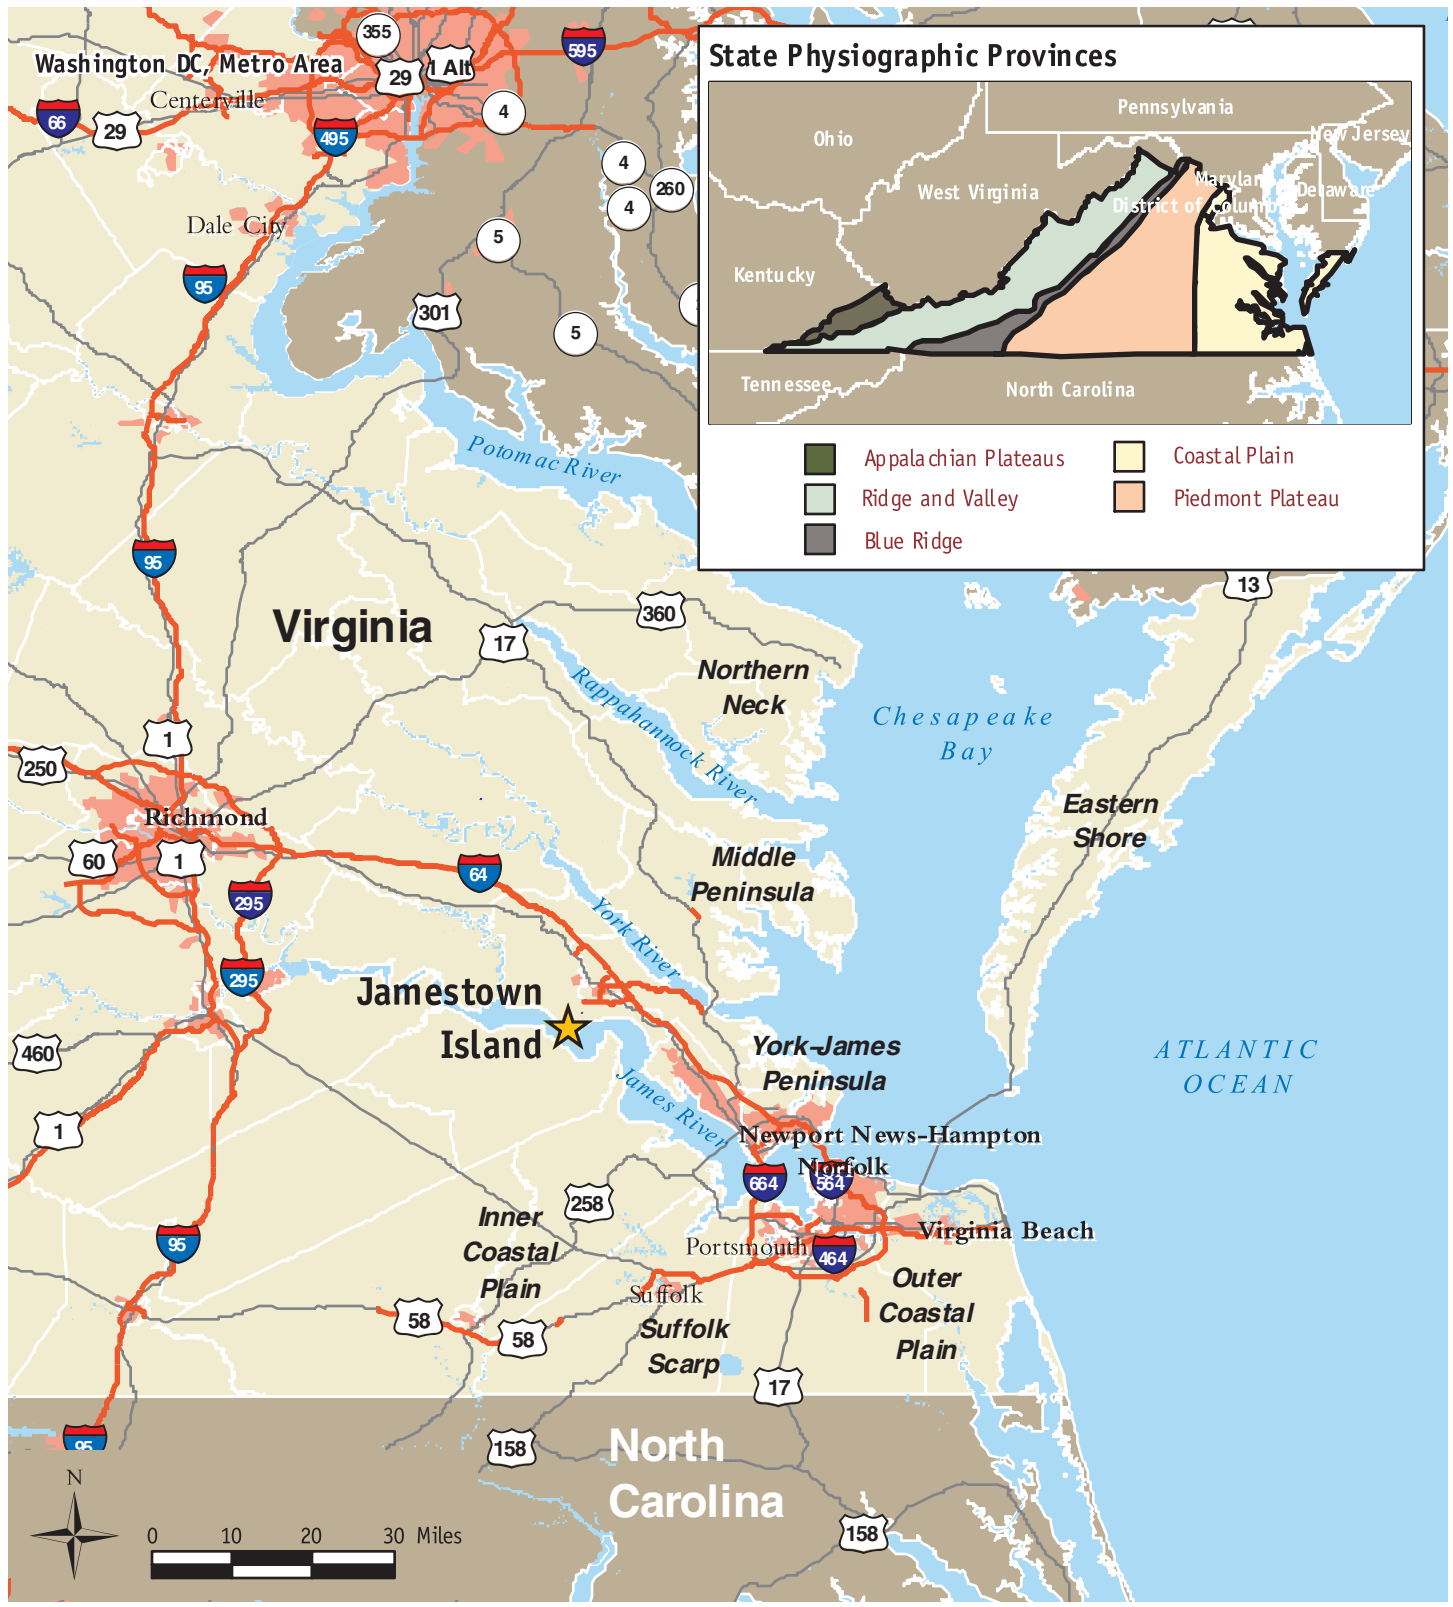 355
595
State Physiographic Provinces
Washington DC, Metro Area
29
1 Alt
Centerville
66
29
495
4
4
260
4
Pennsylvania
Ohio
New Jersey
West Virginia
Maryland
Delaware
District of Columbia
Kentucky
Tennessee
North Carolina
Dale City
5
95
301
5
Appalachian Plateaus
Coastal Plain
Ridge and Valley
Piedmont Plateau
Blue Ridge
Potomac River
95
13
Virginia
360
17
Northern
Neck
Rappahannock River
Chesapeake
Bay
1
250
Richmond
Eastern
Shore
60
1
64
Middle
Peninsula
295
York River
295
Jamestown
Island
460
York-James
Peninsula
ATLANTIC
OCEAN
James River
1
Newport News-Hampton
Norfolk
664
564
258
Inner
Coastal
Plain
95
Virginia Beach
Portsmouth
464
Suffolk
Outer
Coastal
Plain
58
58
Suffolk
Scarp
17
95
158
North
Carolina
158
N
0 10 20 30 Miles